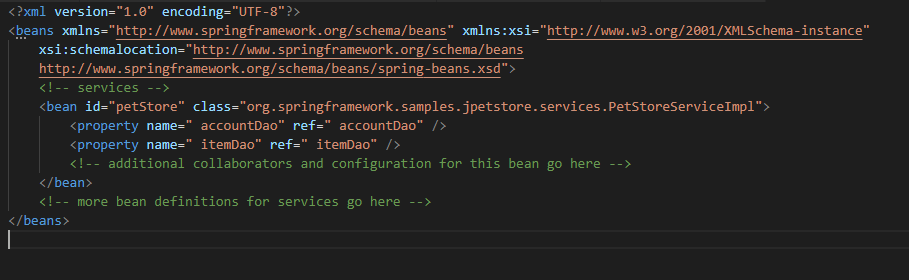 <?xml version="1.0" encoding="UTF-8"?>
<beans xmlns="http://www.springframework.org/schema/beans" xmlns:xsi="http://www.w3.org/2001/XMLSchema-instance"
    xsi:schemalocation="http://www.springframework.org/schema/beans
    http://www.springframework.org/schema/beans/spring-beans.xsd">
    <!-- services -->
    <bean id="petStore" class="org.springframework.samples.jpetstore.services.PetStoreServiceImpl">
        <property name=" accountDao" ref=" accountDao" />
        <property name=" itemDao" ref=" itemDao" />
        <!-- additional collaborators and configuration for this bean go here -->
    </bean>
    <!-- more bean definitions for services go here -->
</beans>